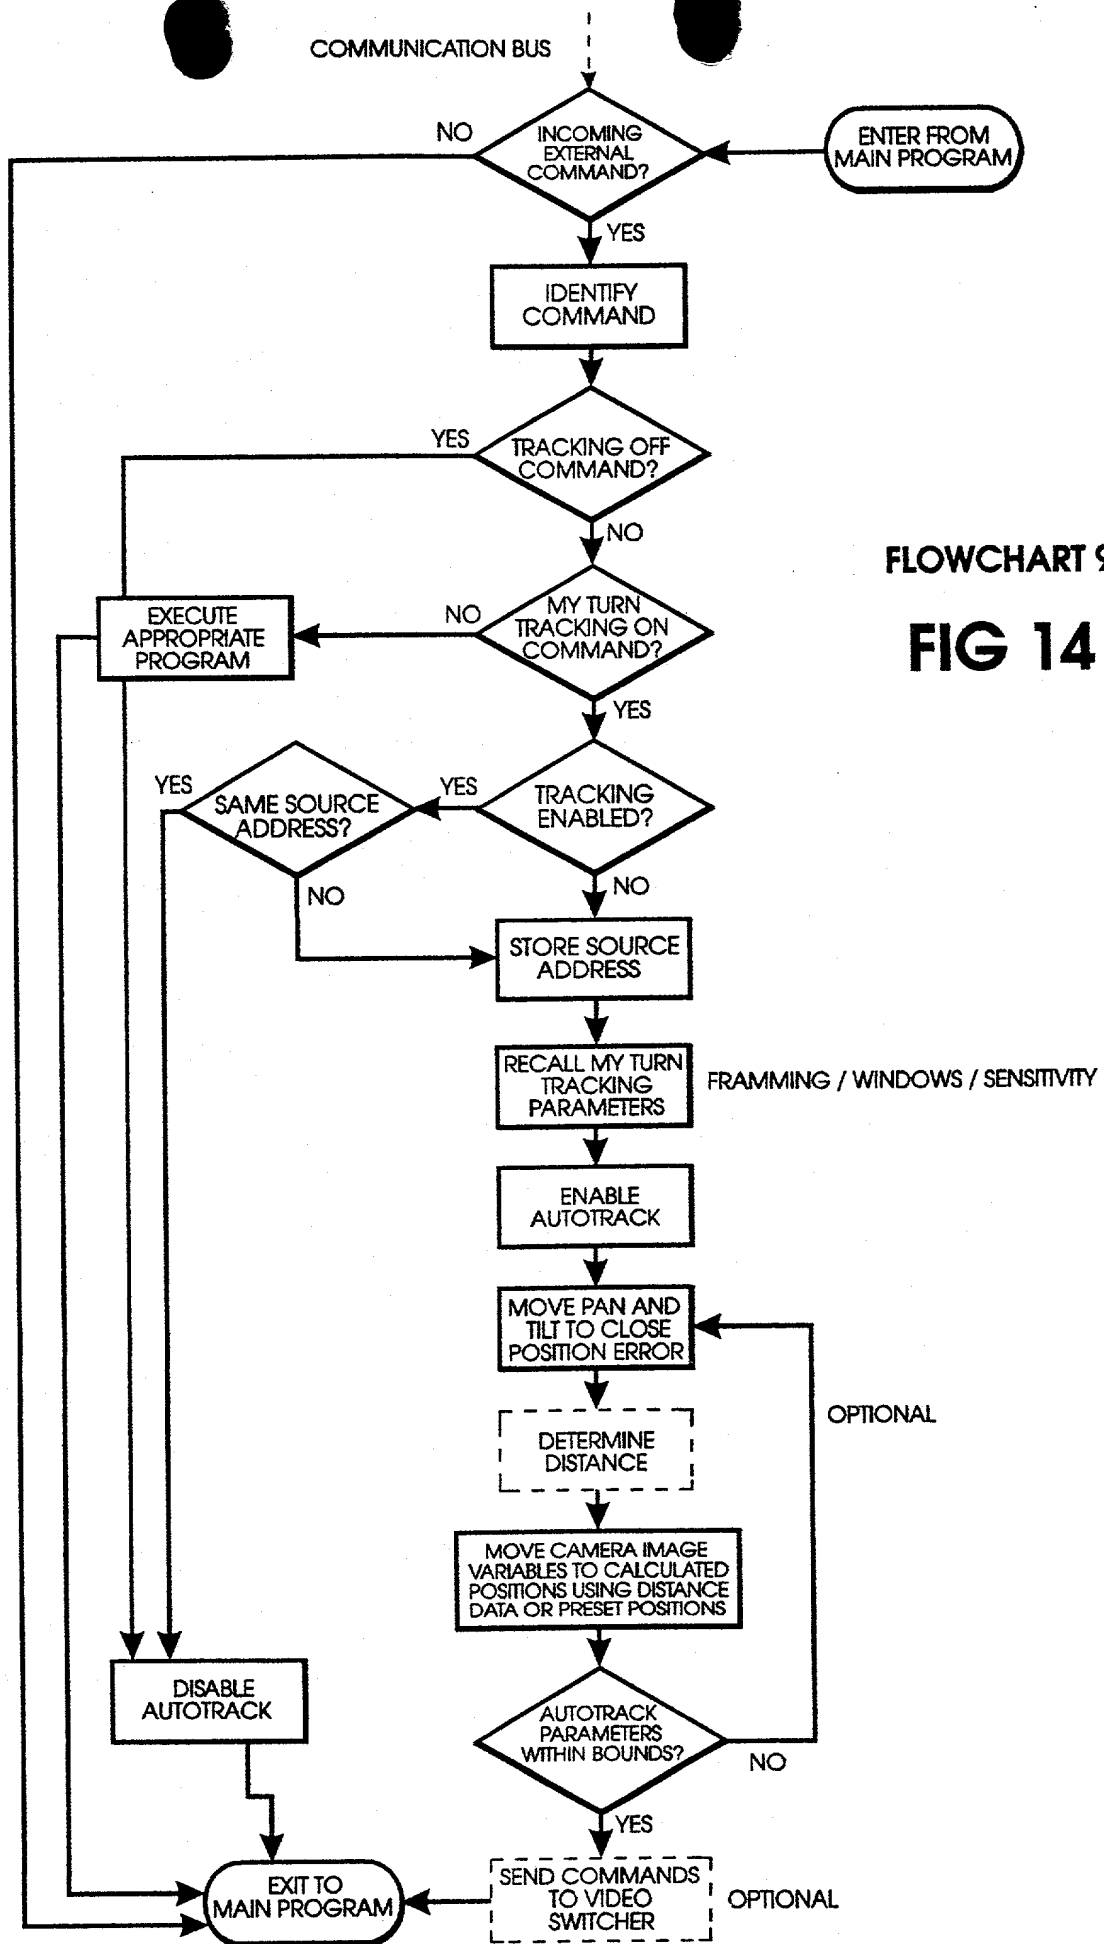 COMMUNICATION BUS
NO
INCOMING
EXTERNAL
COMMAND?
ENTER FROM
MAIN PROGRAM
YES
IDENTIFY
COMMAND
YES
TRACKING OFF
COMMAND?
NO
FLOWCHART 9
FIG 14
EXECUTE
APPROPRIATE
PROGRAM
NO
MY TURN
TRACKING ON
COMMAND?
YES
YES
SAME SOURCE
ADDRESS?
YES
TRACKING
ENABLED?
NO
NO
STORE SOURCE
ADDRESS
RECALL MY TURN
TRACKING
PARAMETERS
FRAMMING / WINDOWS / SENSITIVITY
ENABLE
AUTOTRACK
MOVE PAN AND
TILT TO CLOSE
POSITION ERROR
OPTIONAL
DETERMINE
DISTANCE
MOVE CAMERA IMAGE
VARIABLES TO CALCULATED
POSITIONS USING DISTANCE
DATA OR PRESET POSITIONS
DISABLE
AUTOTRACK
AUTOTRACK
PARAMETERS
WITHIN BOUNDS?
NO
YES
EXIT TO
MAIN PROGRAM
SEND COMMANDS
TO VIDEO
SWITCHER
OPTIONAL